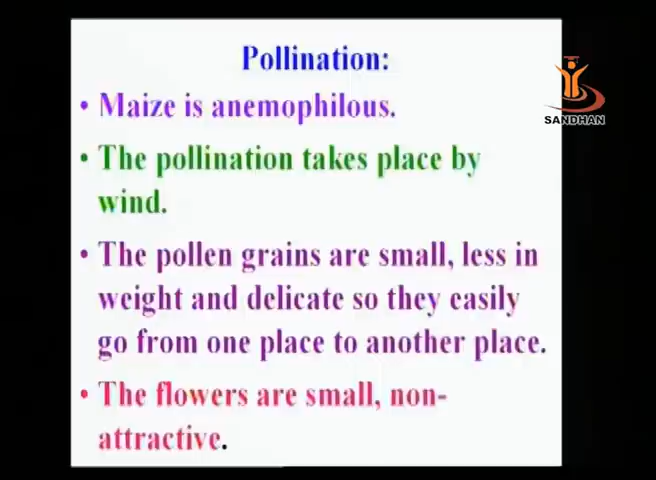 Pollination:
SANDHAN
• Maize is anemophilous.
• The pollination takes place by
wind.
• The pollen grains are small, less in
weight and delicate so they easily
go from one place to another place.
• The flowers are small, non-
attractive.